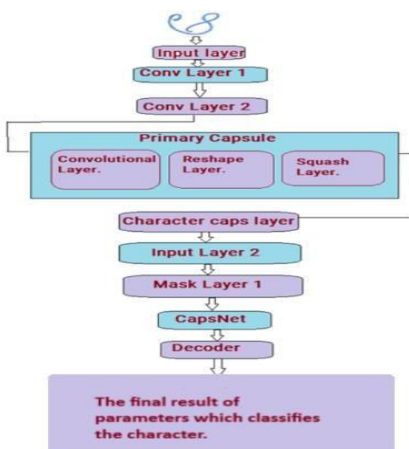 Input layer
Conv Layer 1
Conv Layer 2
Primary Capsule
Convolutional
Layer.
Reshape
Layer.
Squash
Layer.
Character caps layer
Input Layer 2
Mask Layer 1
CapsNet
Decoder
The final result of
parameters which classifies
the character.